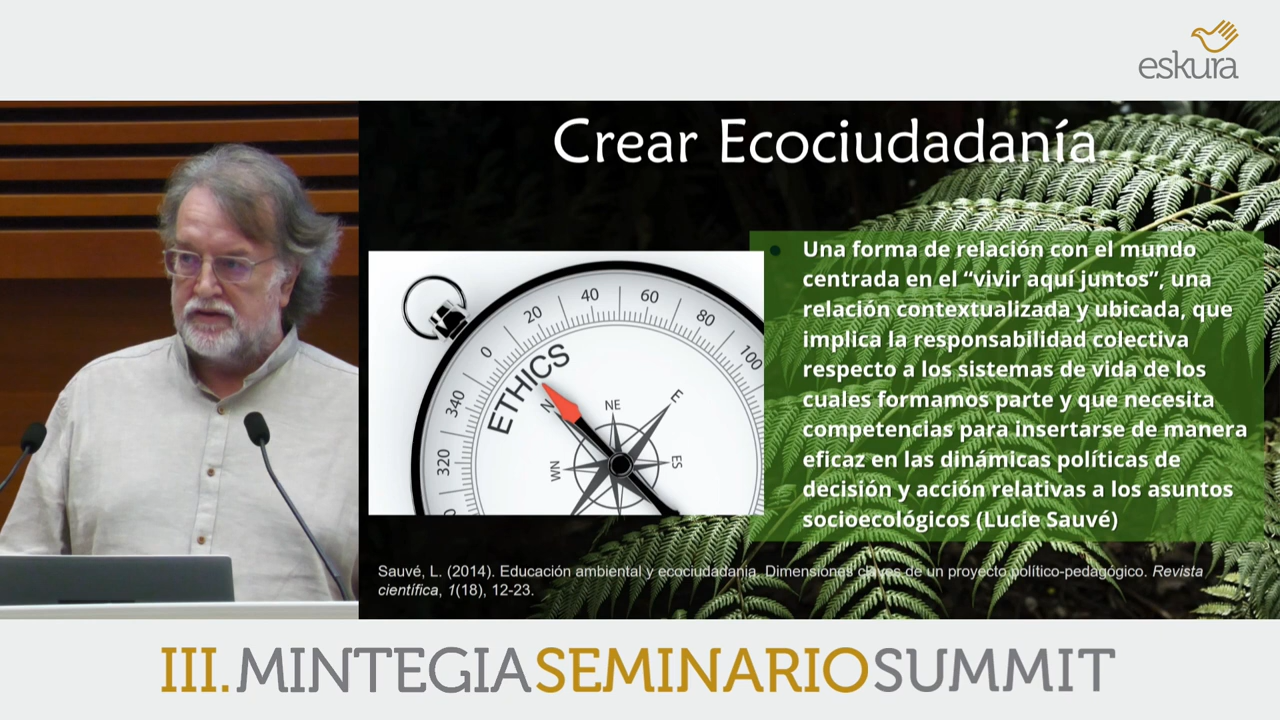 eskura
Crear Ecociudadanía
Una forma de relación con el mundo
centrada en el “vivir aquí juntos”, una
relación contextualizada y ubicada, que
implica la responsabilidad colectiva
respecto a los sistemas de vida de los
cuales formamos parte y que necesita
competencias para insertarse de manera
eficaz en las dinámicas políticas de
decisión y acción relativas a los asuntos
socioecológicos (Lucie Sauvé)
320
340
0
20
40
60
80
100
ETHICS
N
NE
E
WN
ES
Sauvé, L. (2014). Educación ambiental y ecociudadania. Dimensiones claves de un proyecto político-pedagógico. Revista
científica, 1(18), 12-23.
III. MINTEGIA SEMINARIO SUMMIT